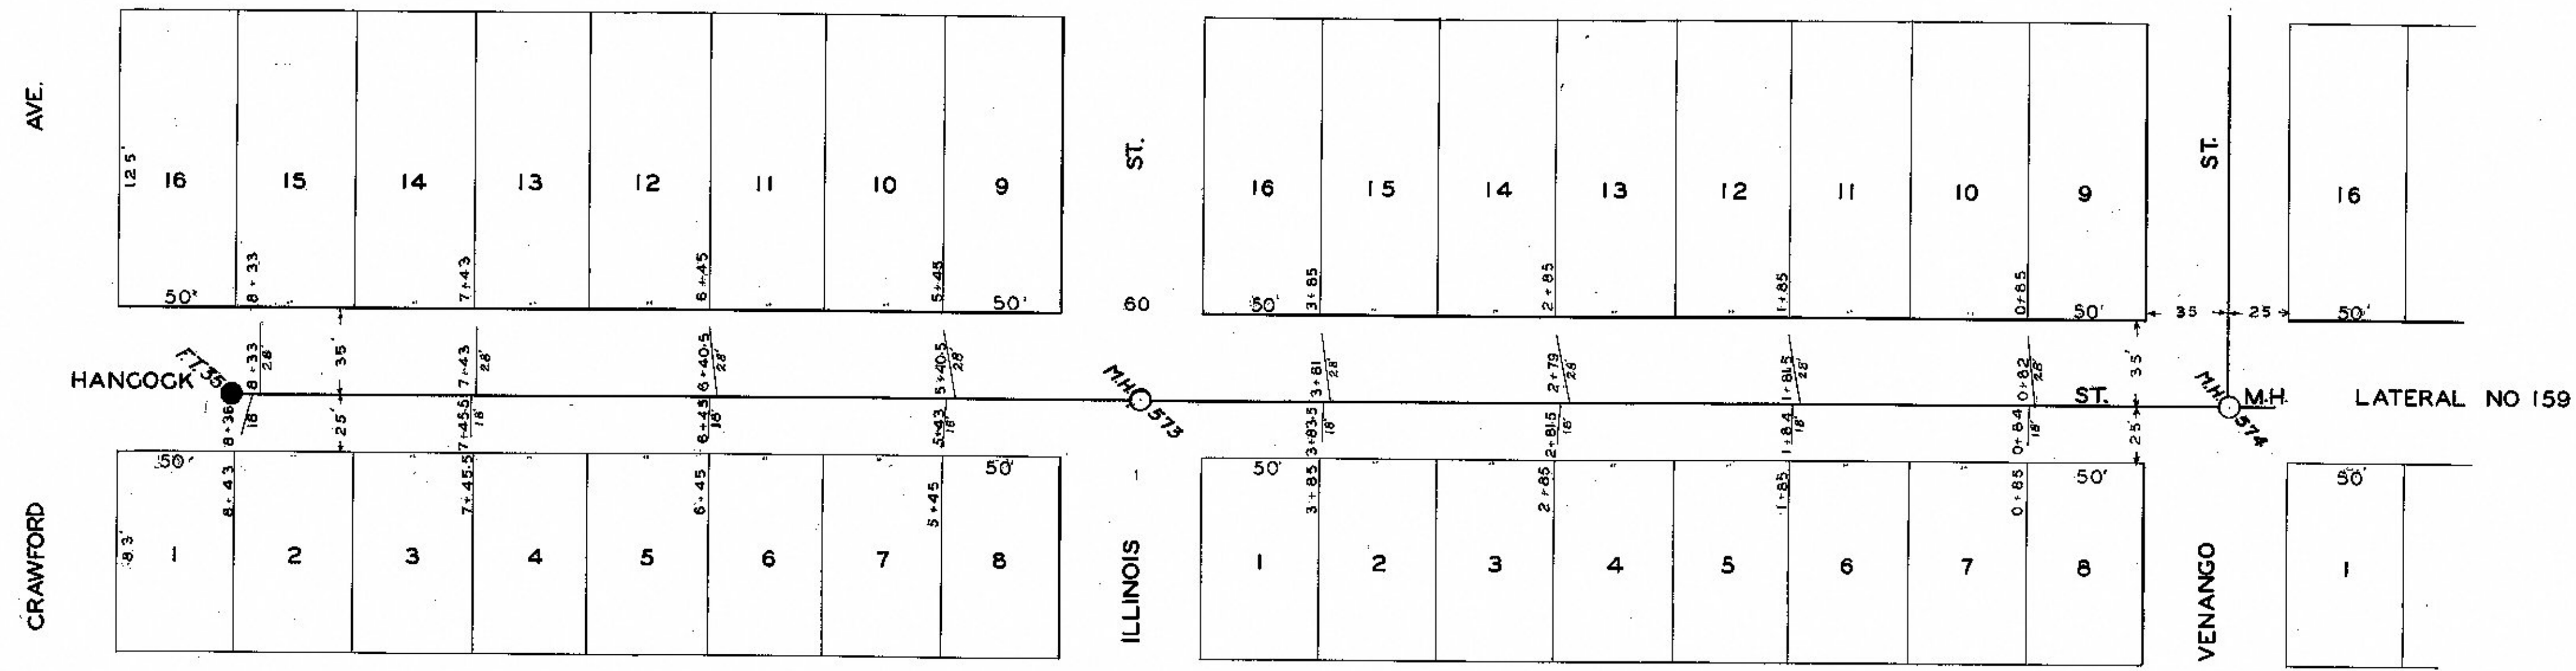 AVE.
125'
16 15 14 13 12 11 10 9
8+33 7+43 6+45 5+45
50' 50'
ST.
60
16 15 14 13 12 11 10 9
3+85 2+85 1+85 0+85
50' 50'
ST.
35 25
16
50'
HANCOCK
F.T.35
8+33 28' 35' 7+43 28' 6+40.5 28' 5+40.5 28'
M.H. 573
3+81 28' 2+79 28' 1+81.5 28' 0+82 28'
ST.
35'
M.H. 574
M.H.
LATERAL NO 159
8+36 18' 25' 7+45.5 18' 6+45 18' 5+43 18'
3+83.5 18' 2+81.5 18' 1+84 18' 0+84 18'
25'
50' 50'
8+43 7+45.5 6+45 5+45
50' 50'
3+85 2+85 1+85 0+85
50'
CRAWFORD
1 2 3 4 5 6 7 8
ILLINOIS
1 2 3 4 5 6 7 8
VENANGO
1